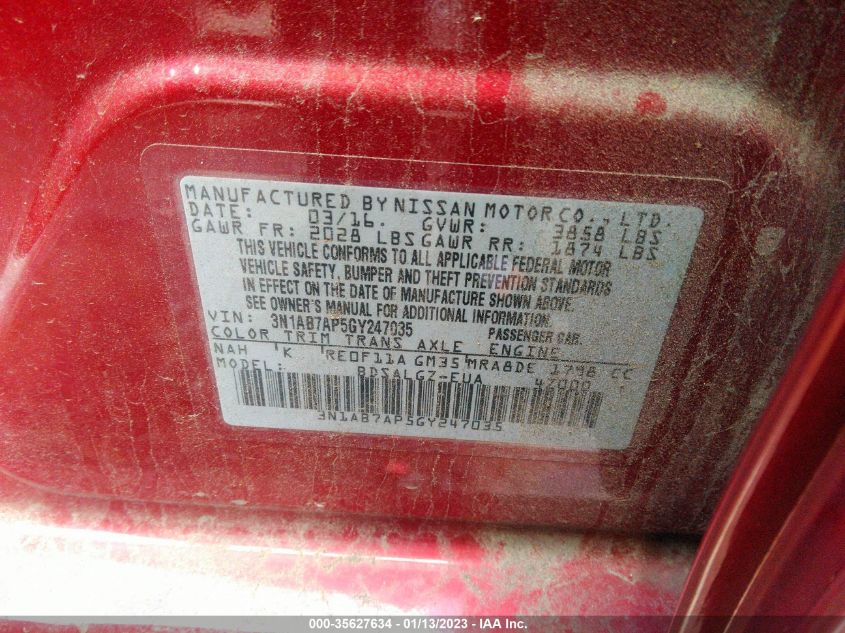 MANUFACTURED BY NISSAN MOTOR CO., LTD.
DATE: 03/16. GVWR: 3858 LBS
GAWR FR: 2028 LBS GAWR RR: 1874 LBS
THIS VEHICLE CONFORMS TO ALL APPLICABLE FEDERAL MOTOR
VEHICLE SAFETY, BUMPER AND THEFT PREVENTION STANDARDS
IN EFFECT ON THE DATE OF MANUFACTURE SHOWN ABOVE.
SEE OWNER'S MANUAL FOR ADDITIONAL INFORMATION
VIN: 3N1AB7AP5GY247035 PASSENGER CAR.
COLOR TRIM TRANS AXLE ENGINE
NAH K RE0F11A GM35 MRA8DE 1798 CC
MODEL: BDSALGZ-EUA 47000
3N1AB7AP5GY247035
000-35627634 - 01/13/2023 - IAA Inc.